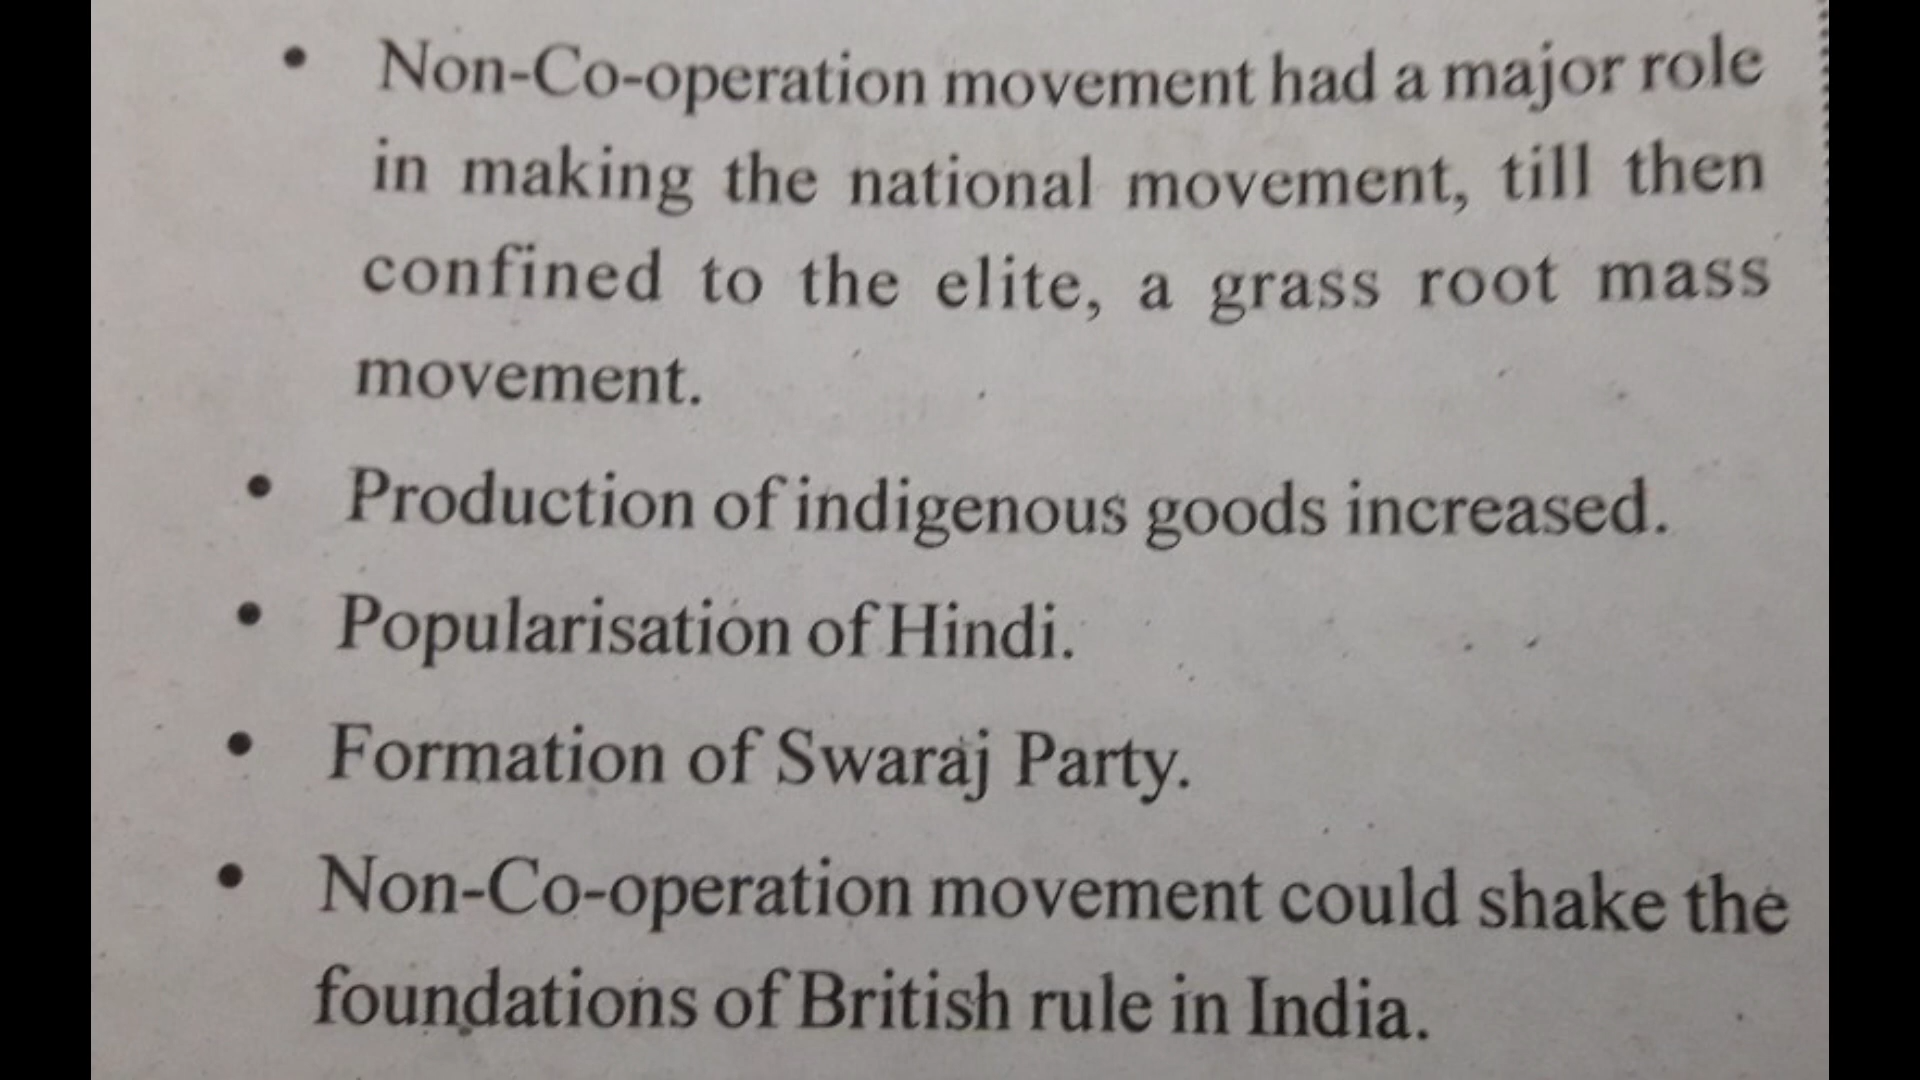 • Non-Co-operation movement had a major role
in making the national movement, till then
confined to the elite, a grass root mass
movement.
• Production of indigenous goods increased.
• Popularisation of Hindi.
• Formation of Swaraj Party.
• Non-Co-operation movement could shake the
foundations of British rule in India.